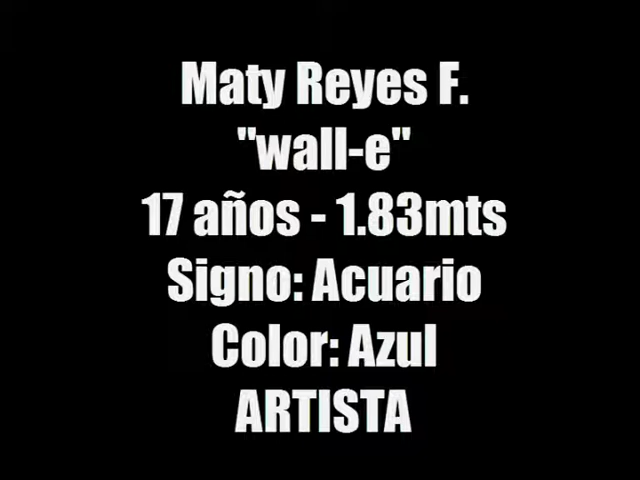 Maty Reyes F.
"wall-e"
17 años - 1.83mts
Signo: Acuario
Color: Azul
ARTISTA